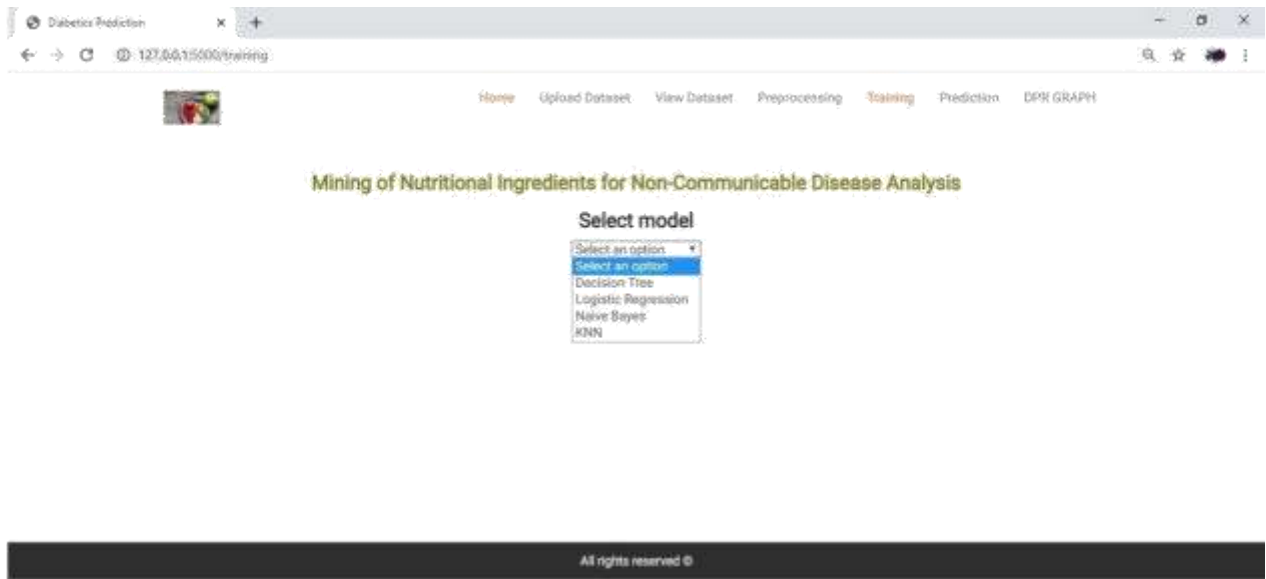 Diabetics Prediction
127.0.0.1:5000/training
Home Upload Dataset View Dataset Preprocessing Training Prediction DPR GRAPH
Mining of Nutritional Ingredients for Non-Communicable Disease Analysis
Select model
Select an option
Select an option
Decision Tree
Logistic Regression
Naive Bayes
KNN
All rights reserved ©